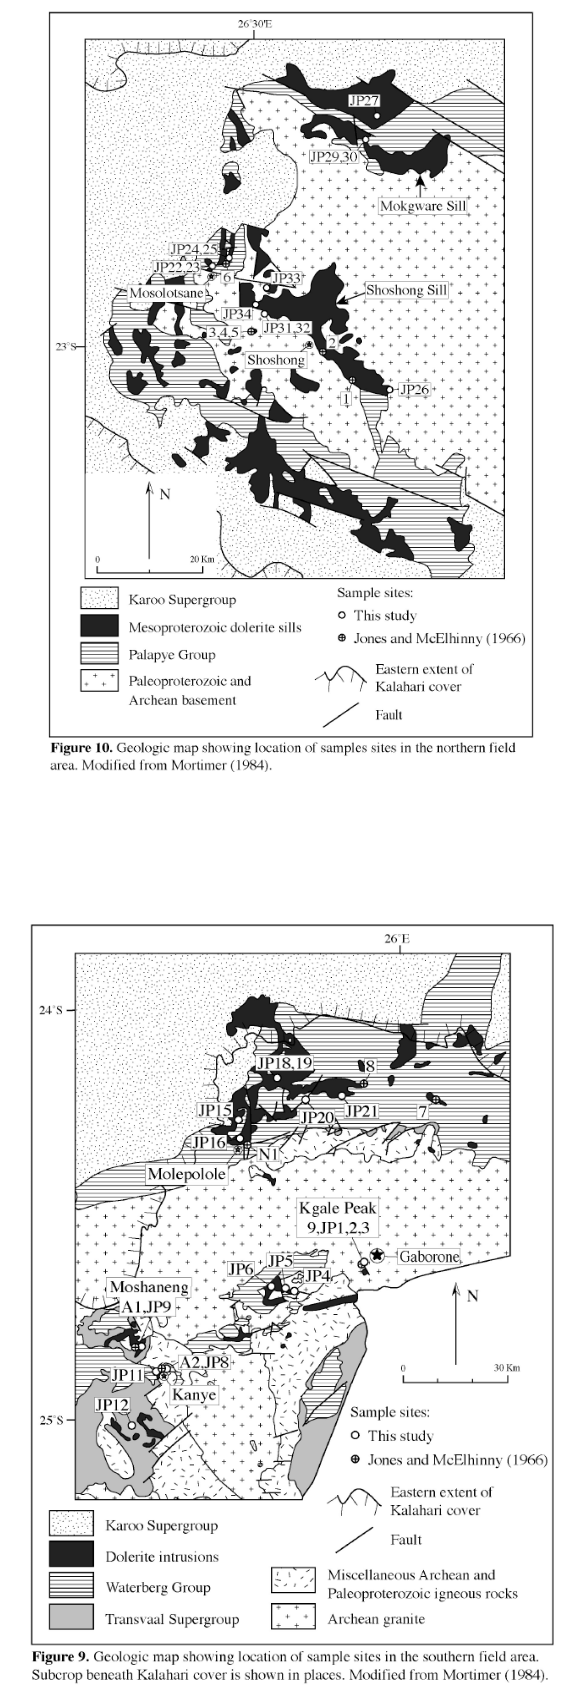 26°30'E
JP27
JP29,30
Mokgware Sill
JP24,25
JP22,23
6
JP33
Mosolotsane
Shoshong Sill
JP34
3,4,5
JP31,32
2
23°S
Shoshong
1
JP26
N
0 20 Km
Karoo Supergroup
Mesoproterozoic dolerite sills
Palapye Group
Paleoproterozoic and
Archean basement
Sample sites:
This study
Jones and McElhinny (1966)
Eastern extent of
Kalahari cover
Fault
Figure 10. Geologic map showing location of samples sites in the northern field
area. Modified from Mortimer (1984).
26°E
24°S
JP18,19
8
JP15
JP20
JP21
7
JP16
N1
Molepolole
Kgale Peak
9,JP1,2,3
Gaborone
JP5
JP6
JP4
Moshaneng
A1,JP9
N
A2,JP8
JP11
Kanye
0 30 Km
JP12
25°S
Sample sites:
This study
Jones and McElhinny (1966)
Eastern extent of
Kalahari cover
Fault
Karoo Supergroup
Dolerite intrusions
Waterberg Group
Transvaal Supergroup
Miscellaneous Archean and
Paleoproterozoic igneous rocks
Archean granite
Figure 9. Geologic map showing location of sample sites in the southern field area.
Subcrop beneath Kalahari cover is shown in places. Modified from Mortimer (1984).